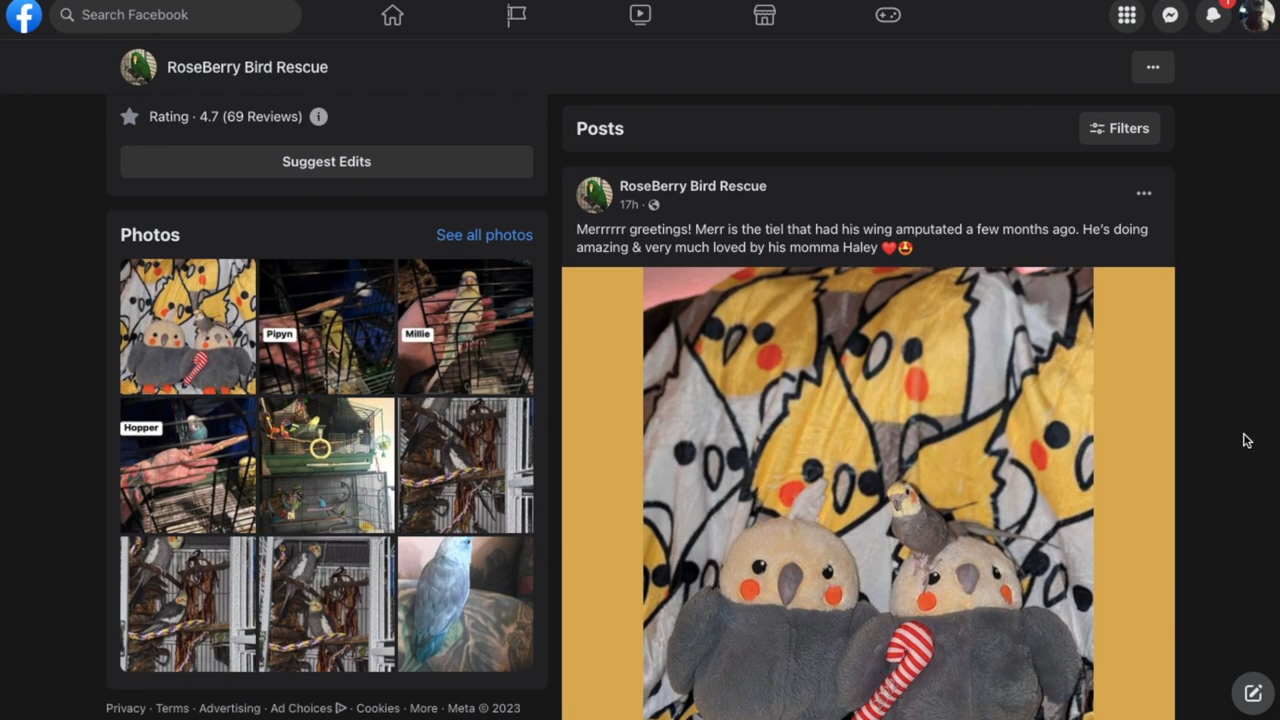 Search Facebook
RoseBerry Bird Rescue
Rating · 4.7 (69 Reviews)
Suggest Edits
Photos
See all photos
Pipyn
Millie
Hopper
Privacy · Terms · Advertising · Ad Choices · Cookies · More · Meta © 2023
Posts
Filters
RoseBerry Bird Rescue
17h ·
Merrrrrr greetings! Merr is the tiel that had his wing amputated a few months ago. He's doing
amazing & very much loved by his momma Haley ❤️🤩